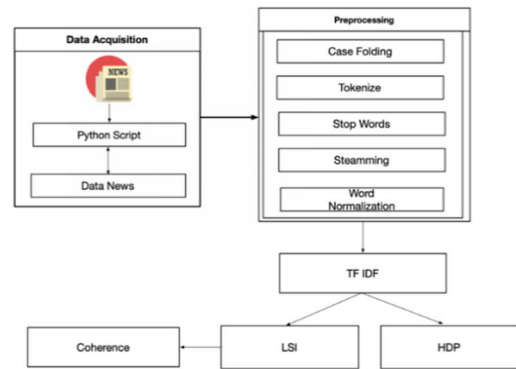 Data Acquisition
NEWS
Python Script
Data News
Preprocessing
Case Folding
Tokenize
Stop Words
Steamming
Word
Normalization
TF IDF
Coherence
LSI
HDP